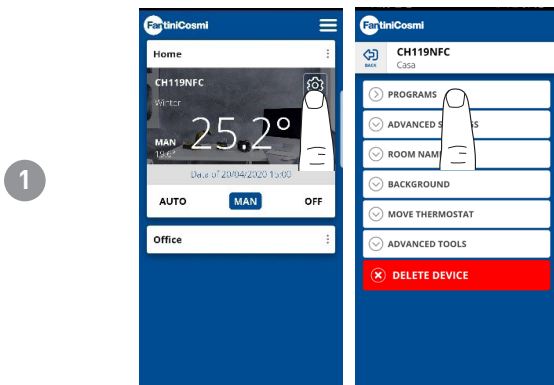 1
FantiniCosmi
Home
CH119NFC
Winter
25.2°
MAN
19.6°
Data of 20/04/2020 15:00
AUTO MAN OFF
Office
FantiniCosmi
BACK
CH119NFC
Casa
PROGRAMS
ADVANCED
ROOM
BACKGROUND
MOVE THERMOSTAT
ADVANCED TOOLS
DELETE DEVICE